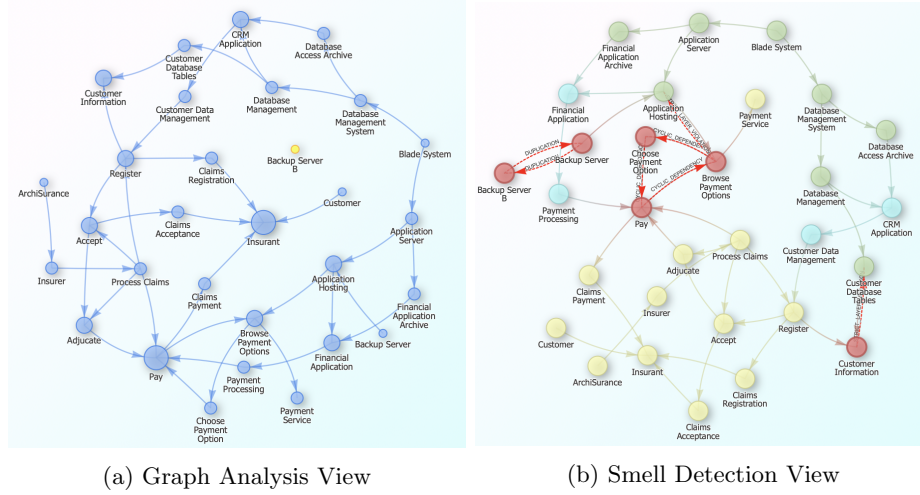 CRM
Application
Database
Access Archive
Customer
Database
Tables
Customer
Information
Customer Data
Management
Database
Management
Database
Management
System
Backup Server
B
Blade System
Register
Claims
Registration
ArchiSurance
Customer
Accept
Claims
Acceptance
Insurant
Application
Server
Insurer
Process Claims
Claims
Payment
Application
Hosting
Financial
Application
Archive
Adjucate
Browse
Payment
Options
Backup Server
Financial
Application
Pay
Payment
Processing
Choose
Payment
Option
Payment
Service
(a) Graph Analysis View
Financial
Application
Archive
Application
Server
Blade System
Financial
Application
Application
Hosting
Payment
Service
Database
Management
System
Database
Access Archive
DUPLICATION
DUPLICATION
Backup Server
Backup Server
B
CYCLIC_DEPENDENCY
Choose
Payment
Option
CYCLIC_DEPENDENCY
Browse
Payment
Options
Database
Management
Payment
Processing
Pay
CRM
Application
Customer Data
Management
Adjucate
Process Claims
Customer
Database
Tables
Claims
Payment
Insurer
Register
Accept
Customer
Customer
Information
ArchiSurance
Insurant
Claims
Registration
Claims
Acceptance
(b) Smell Detection View